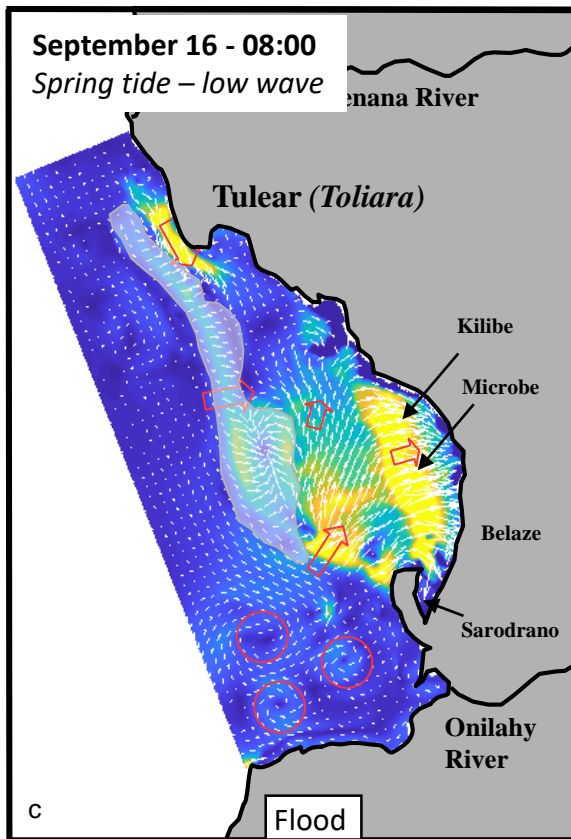 September 16 - 08:00
Spring tide – low wave
enana River
Tulear (Toliara)
Kilibe
Microbe
Belaze
Sarodrano
Onilahy
River
c
Flood